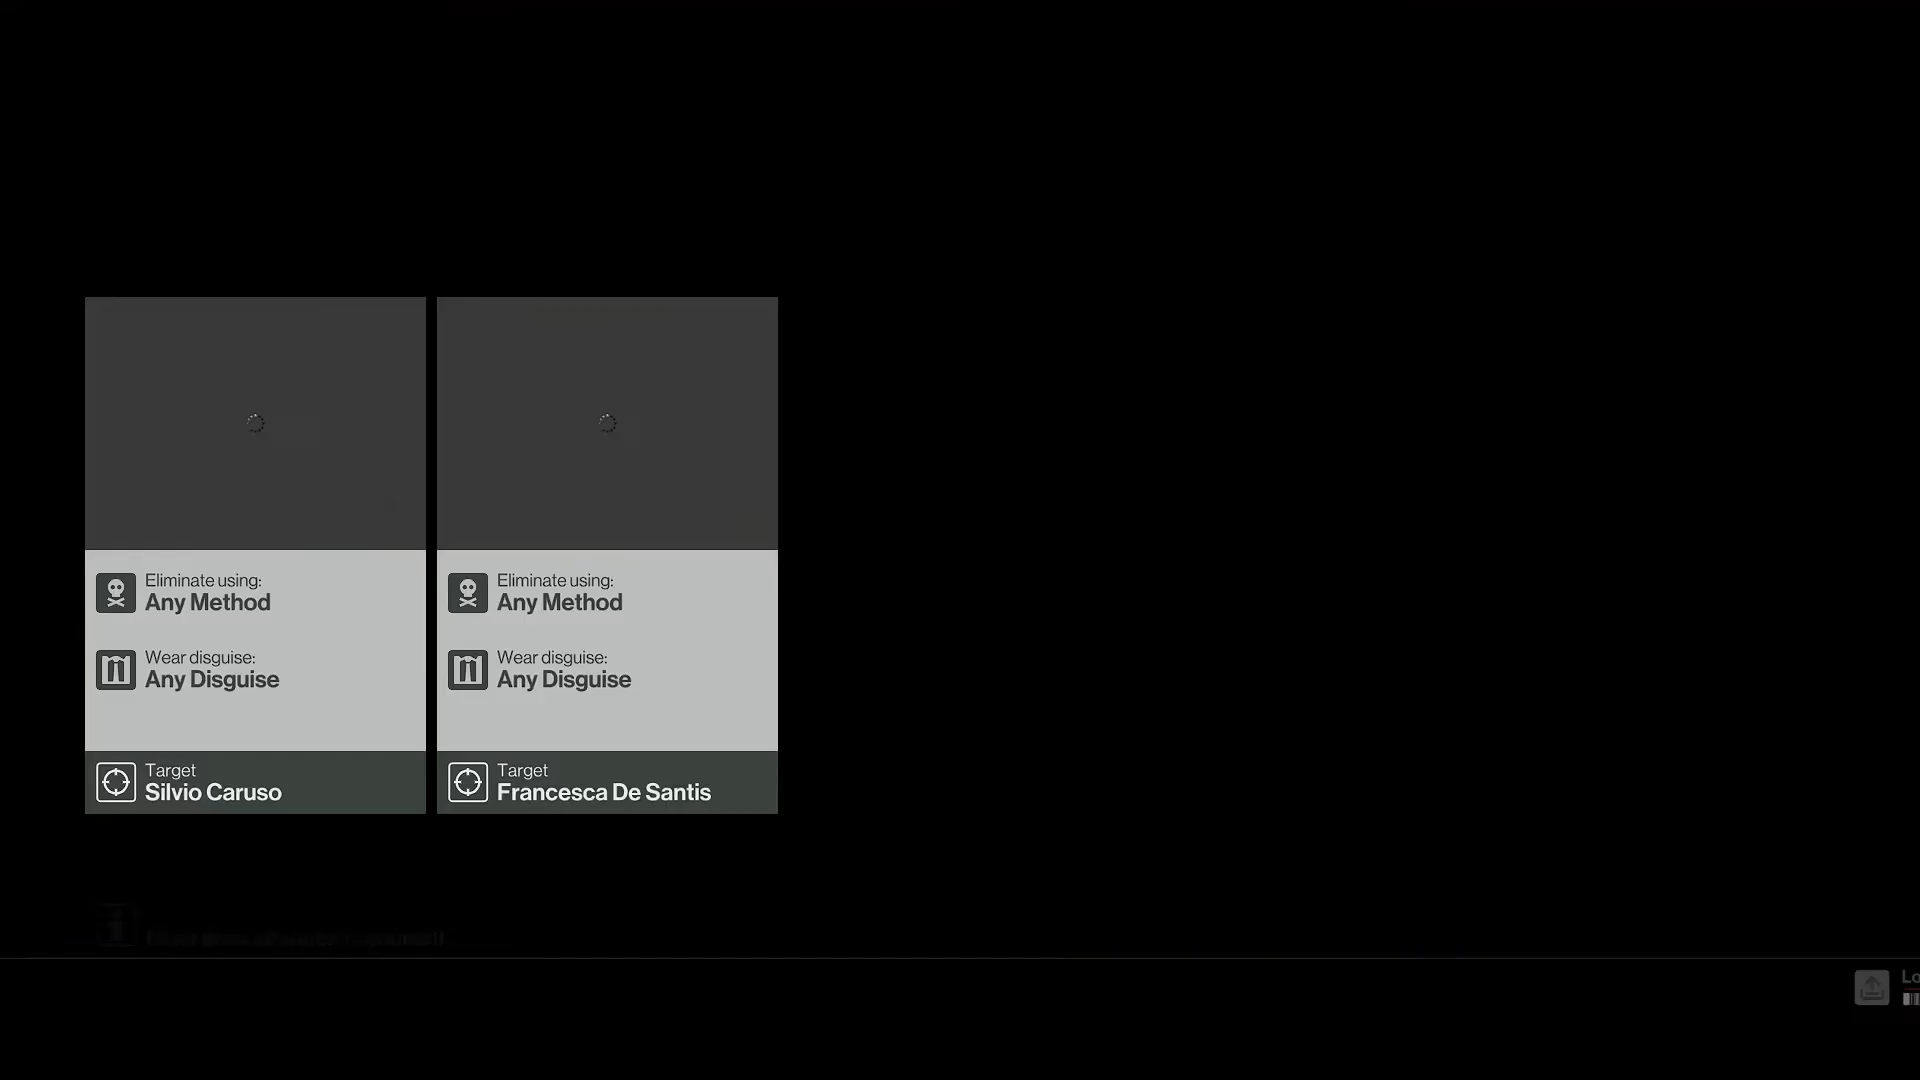 Eliminate using:
Any Method
Wear disguise:
Any Disguise
Target
Silvio Caruso
Eliminate using:
Any Method
Wear disguise:
Any Disguise
Target
Francesca De Santis